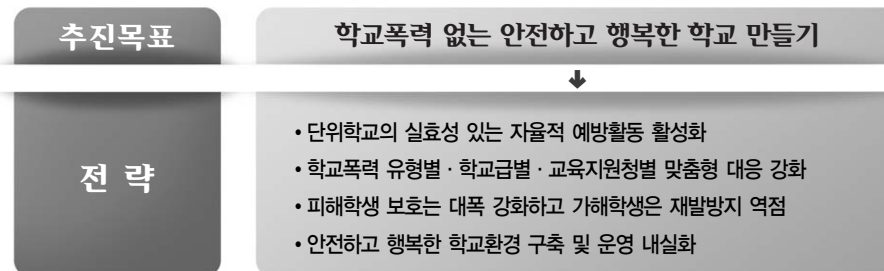 추진목표
학교폭력 없는 안전하고 행복한 학교 만들기
전 략
• 단위학교의 실효성 있는 자율적 예방활동 활성화
• 학교폭력 유형별 · 학교급별 · 교육지원청별 맞춤형 대응 강화
• 피해학생 보호는 대폭 강화하고 가해학생은 재발방지 역점
• 안전하고 행복한 학교환경 구축 및 운영 내실화